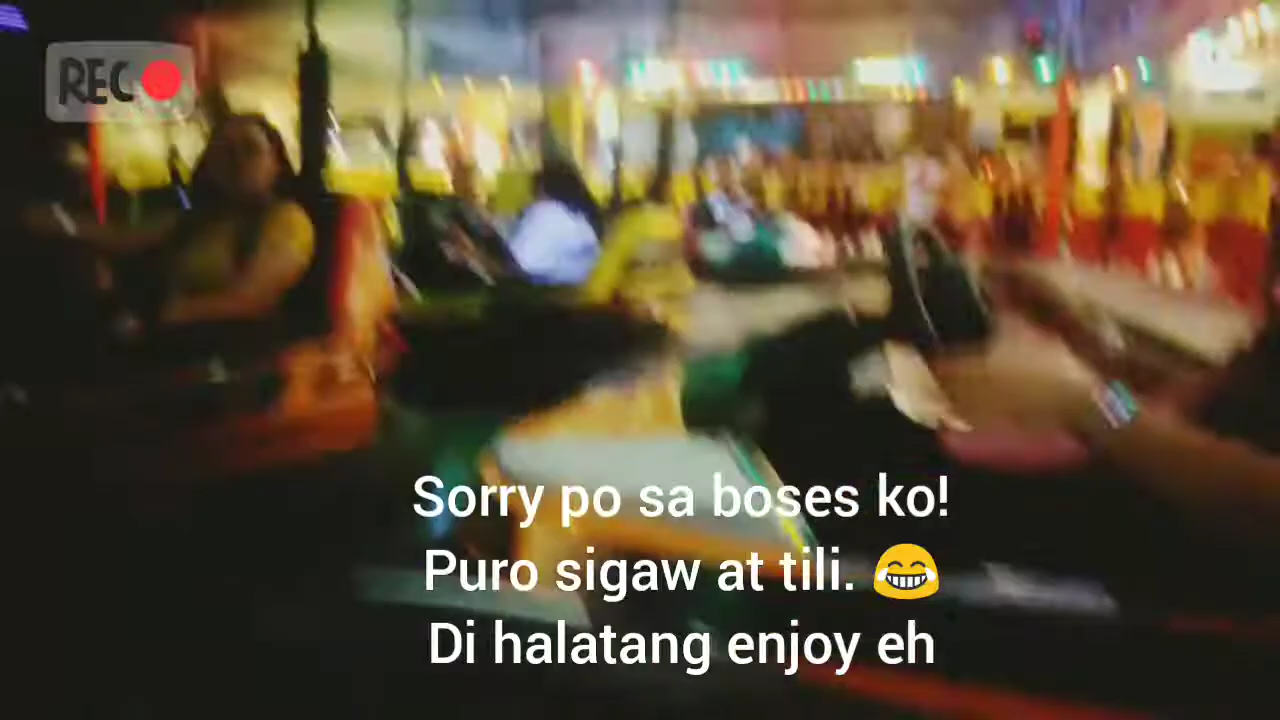 REC
Sorry po sa boses ko!
Puro sigaw at tili. 😂
Di halatang enjoy eh